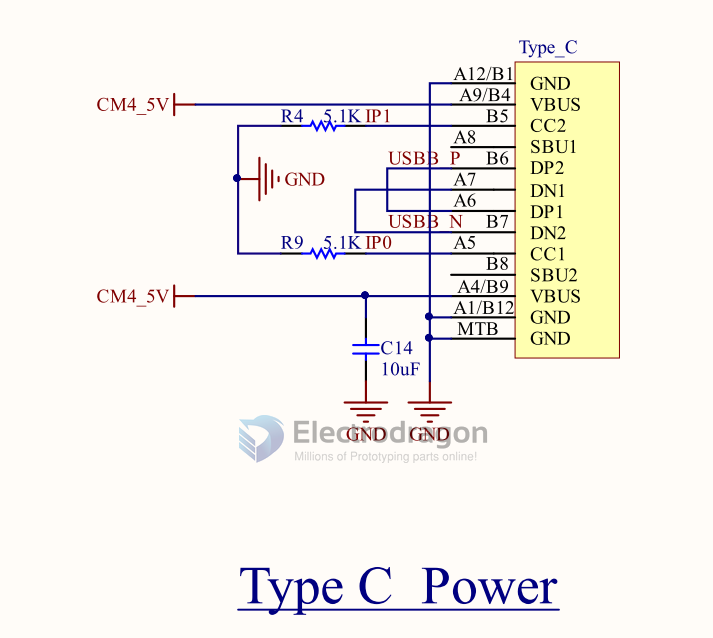 Type_C
A12/B1 GND
CM4_5V A9/B4 VBUS
R4 5.1K IP1 B5 CC2
A8 SBU1
USBB_P B6 DP2
GND A7 DN1
A6 DP1
USBB_N B7 DN2
R9 5.1K IP0 A5 CC1
B8 SBU2
CM4_5V A4/B9 VBUS
A1/B12 GND
MTB GND
C14
10uF
GND GND
Electrodragon
Millions of Prototyping parts online!
Type C Power